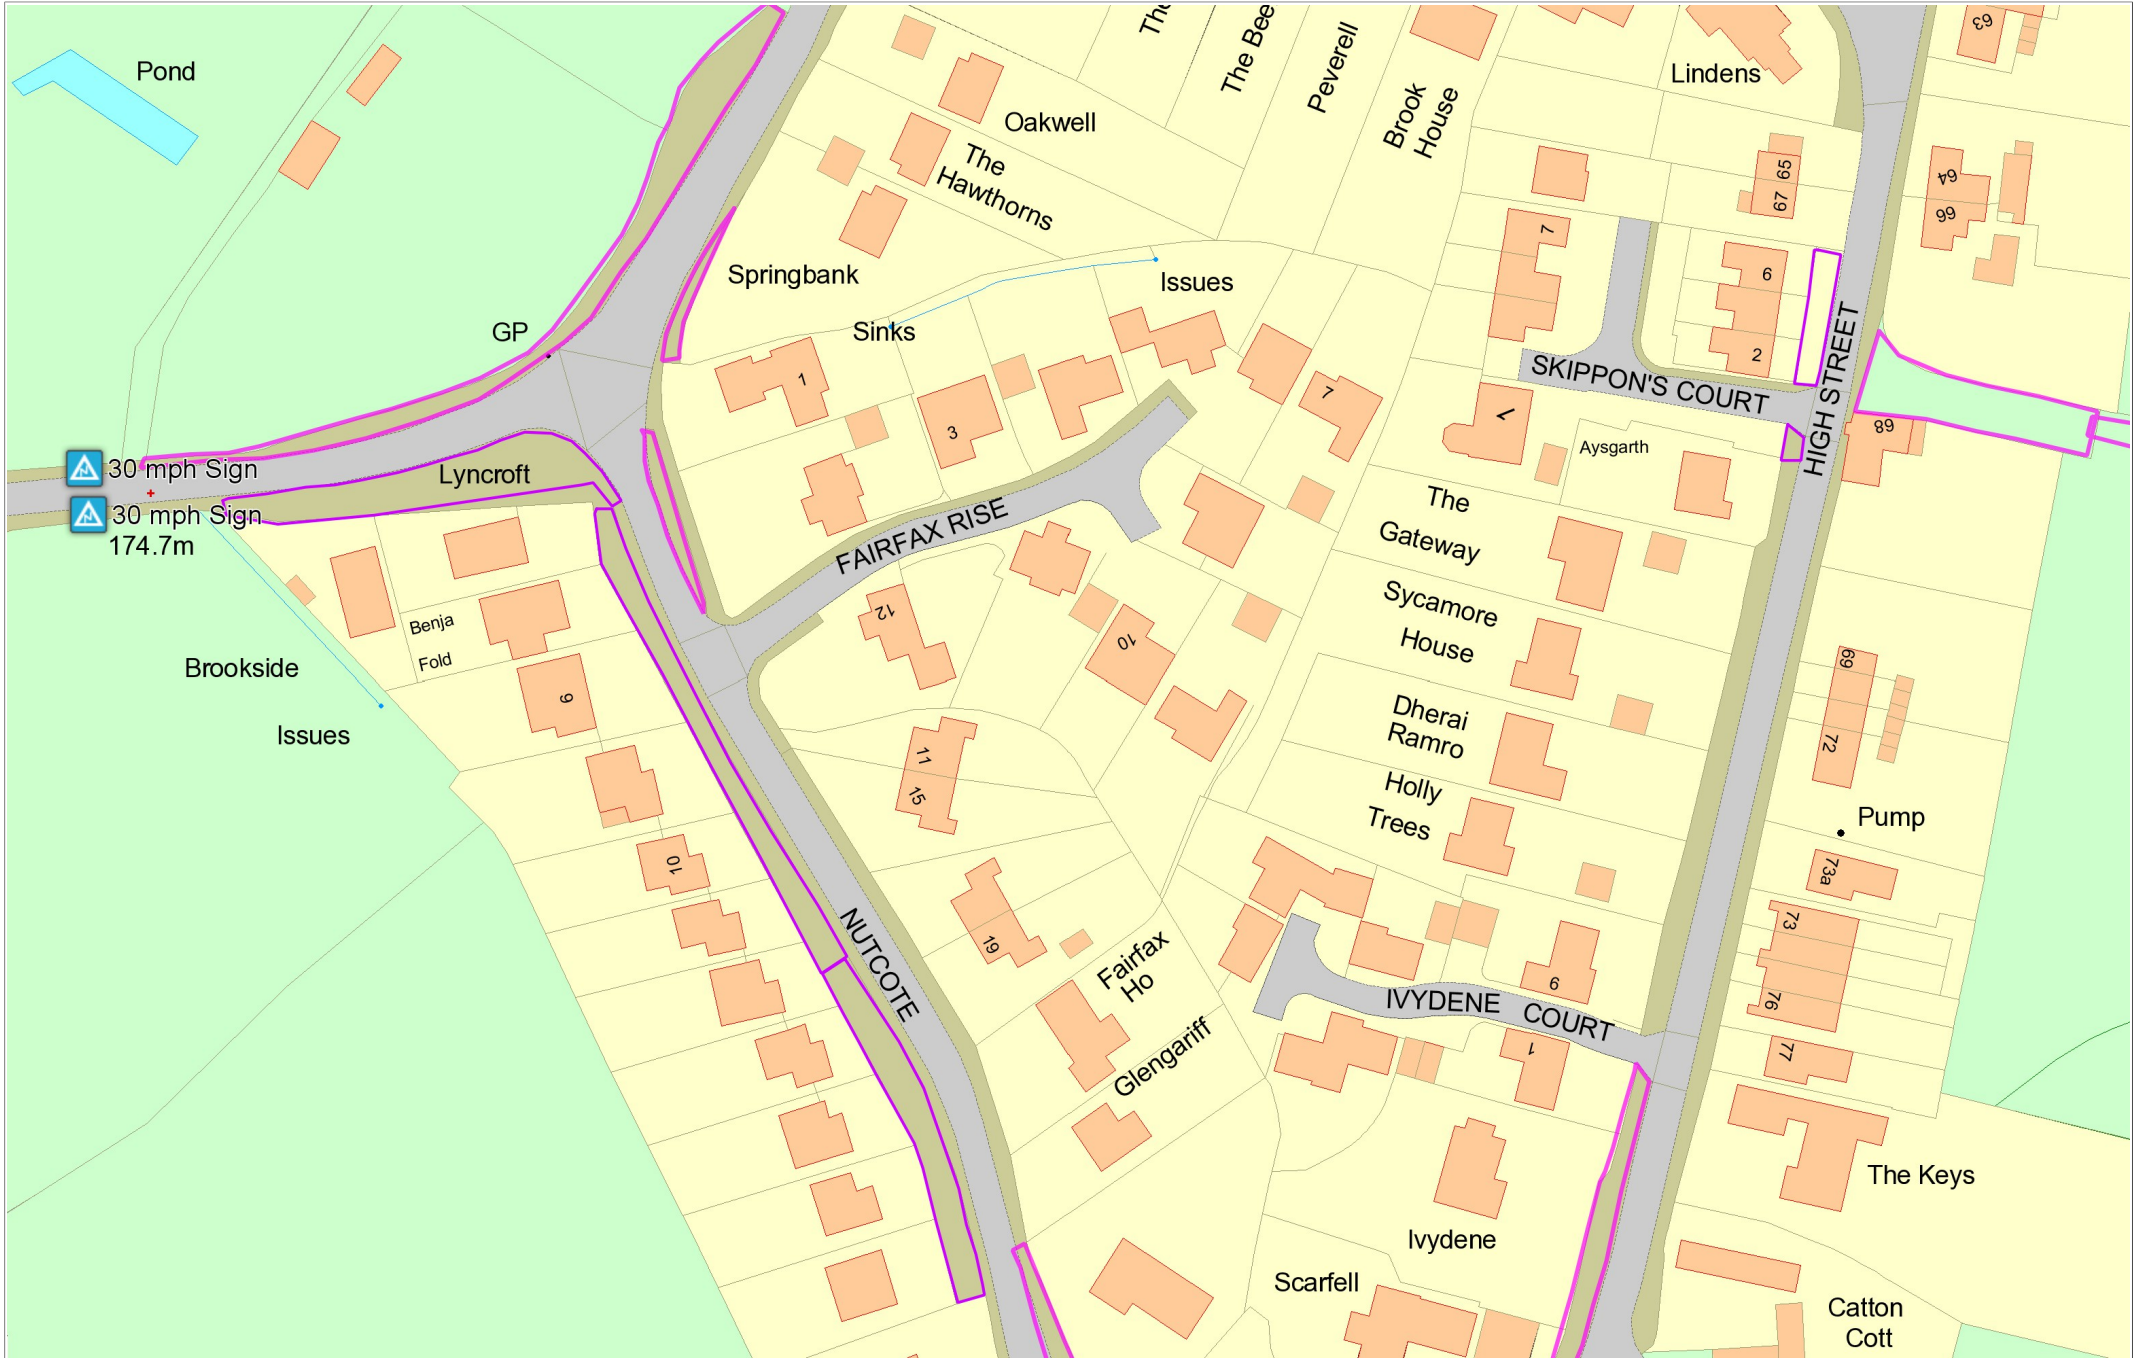 Pond
Oakwell
The
Hawthorns
The Bee
Peverell
Brook
House
Lindens
63
65
67
64
66
Springbank
Issues
Sinks
GP
7
6
2
1
3
7
SKIPPON'S COURT
HIGH STREET
68
Aysgarth
7
30 mph Sign
Lyncroft
30 mph Sign
174.7m
FAIRFAX RISE
The
Gateway
Sycamore
House
12
10
Benja
Fold
Brookside
Issues
9
69
72
Dherai
Ramro
Holly
Trees
11
15
Pump
10
73a
73
76
77
NUTCOTE
19
Fairfax
Ho
Glengariff
9
IVYDENE COURT
1
The Keys
Ivydene
Scarfell
Catton
Cott